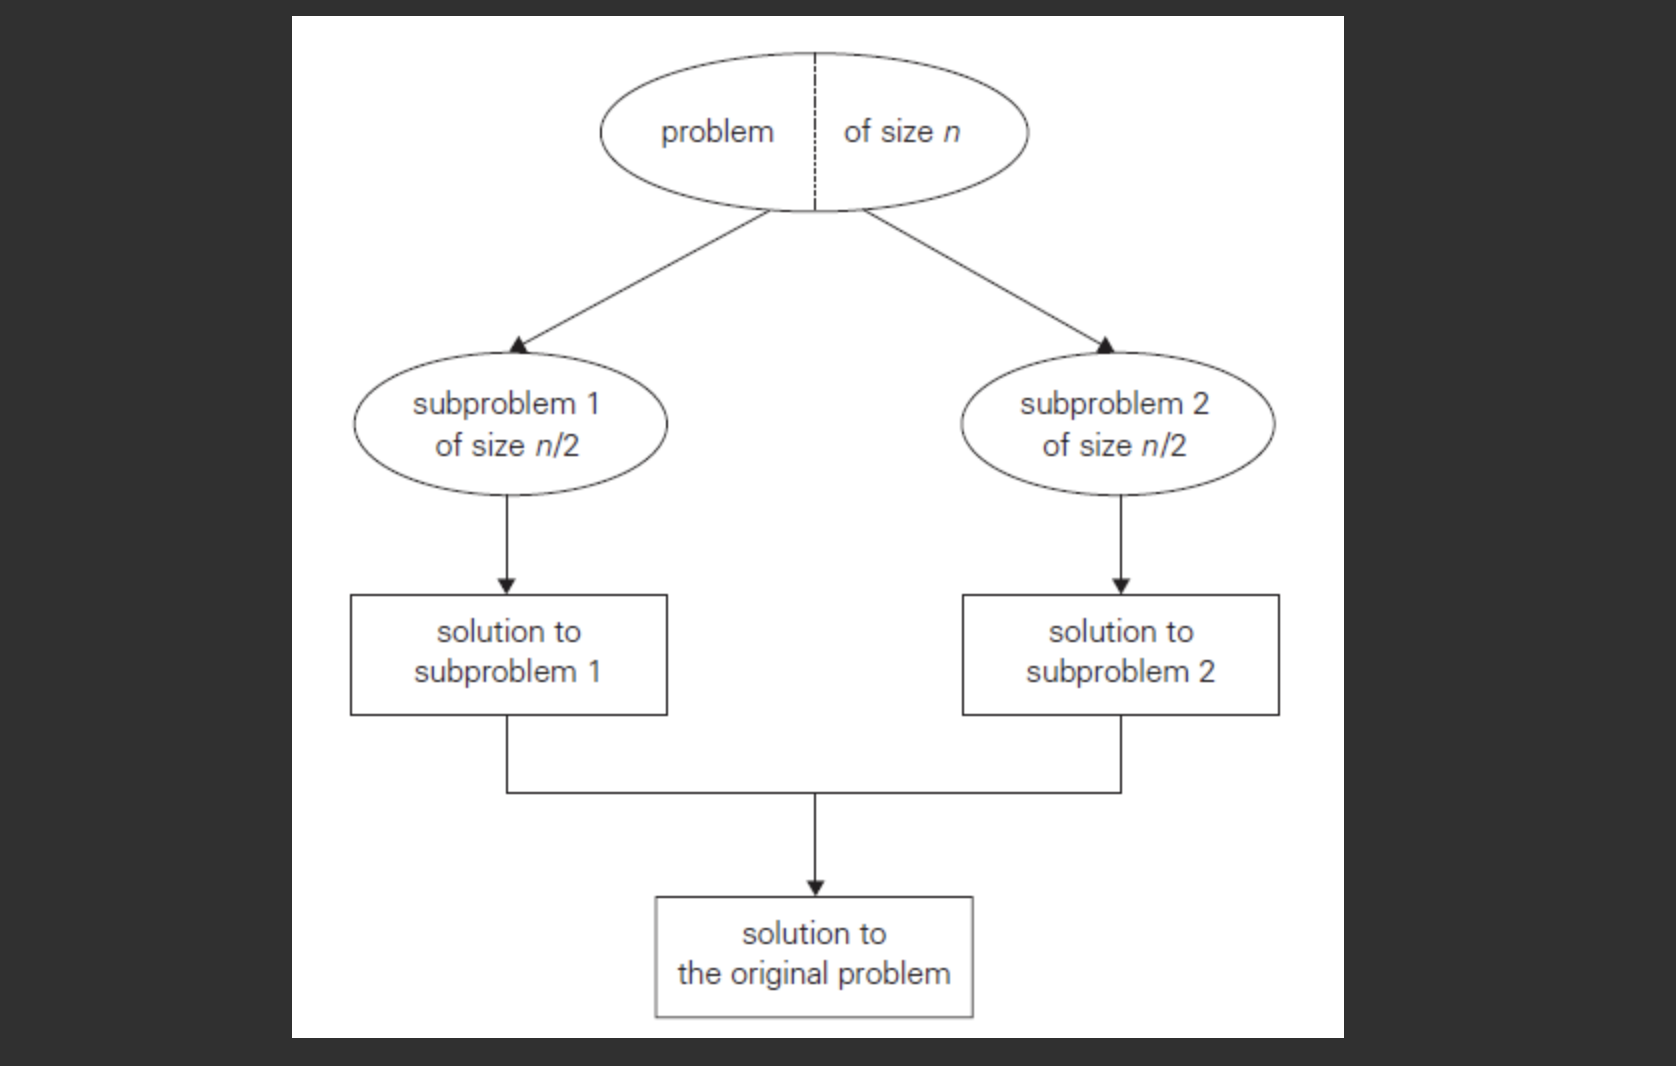 problem of size n
subproblem 1
of size n/2
subproblem 2
of size n/2
solution to
subproblem 1
solution to
subproblem 2
solution to
the original problem